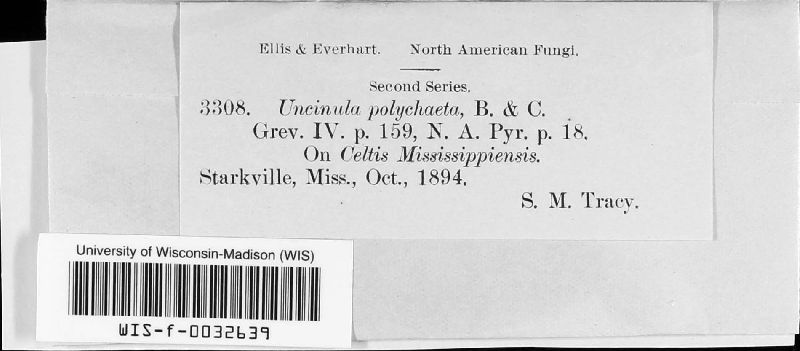 Ellis & Everhart. North American Fungi.
Second Series.
3308. Uncinula polychaeta, B. & C.
Grev. IV. p. 159, N. A. Pyr. p. 18.
On Celtis Mississippiensis.
Starkville, Miss., Oct., 1894.
S. M. Tracy.
University of Wisconsin-Madison (WIS)
WIS-f-0032639